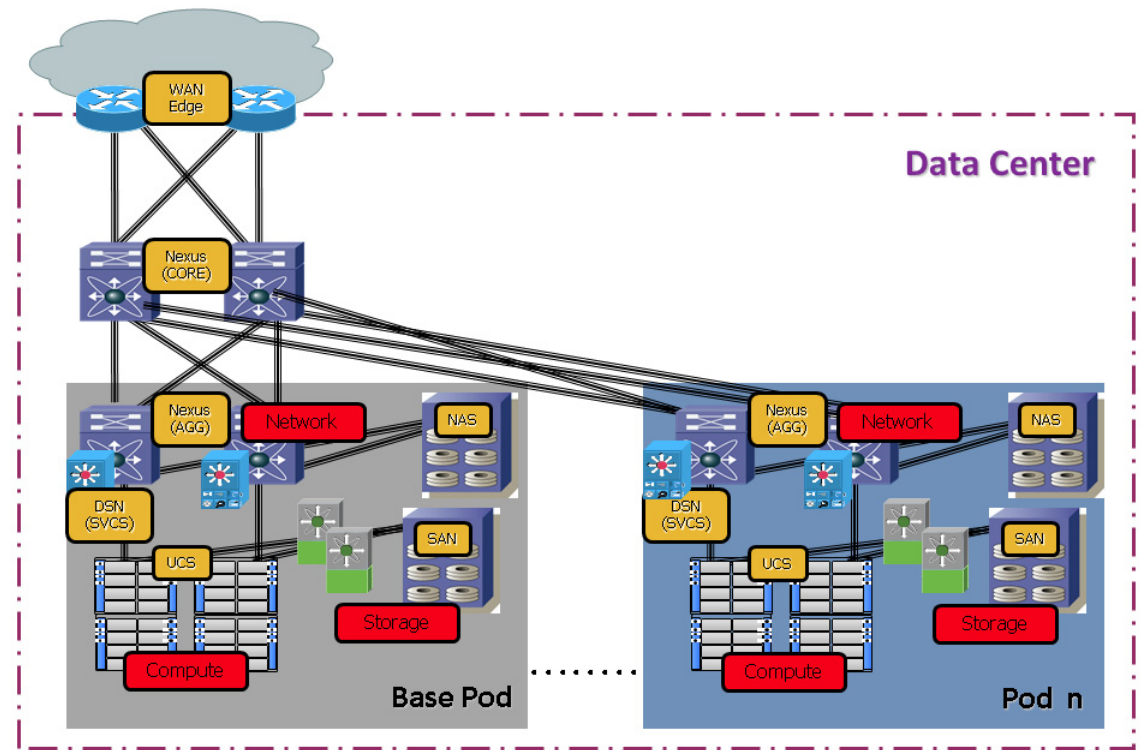 WAN
Edge
Data Center
Nexus
(CORE)
Nexus
(AGG)
Network
NAS
DSN
(SVCS)
UCS
SAN
Storage
Compute
Base Pod
Nexus
(AGG)
Network
NAS
DSN
(SVCS)
UCS
SAN
Storage
Compute
Pod n